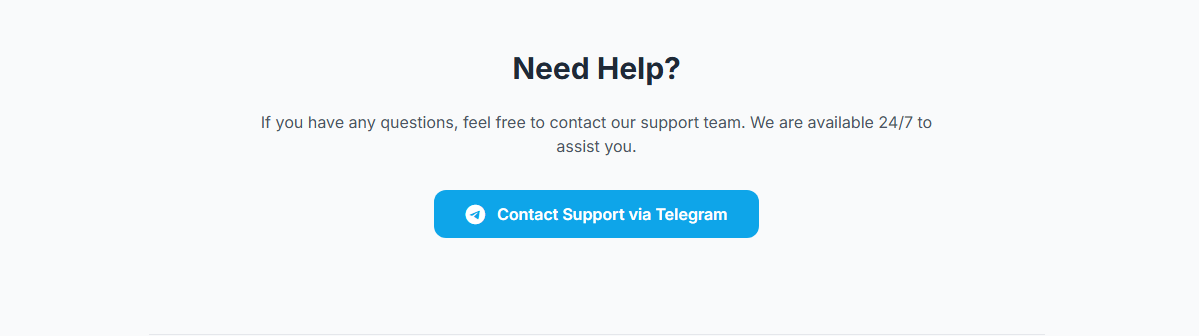 Need Help?
If you have any questions, feel free to contact our support team. We are available 24/7 to
assist you.
Contact Support via Telegram